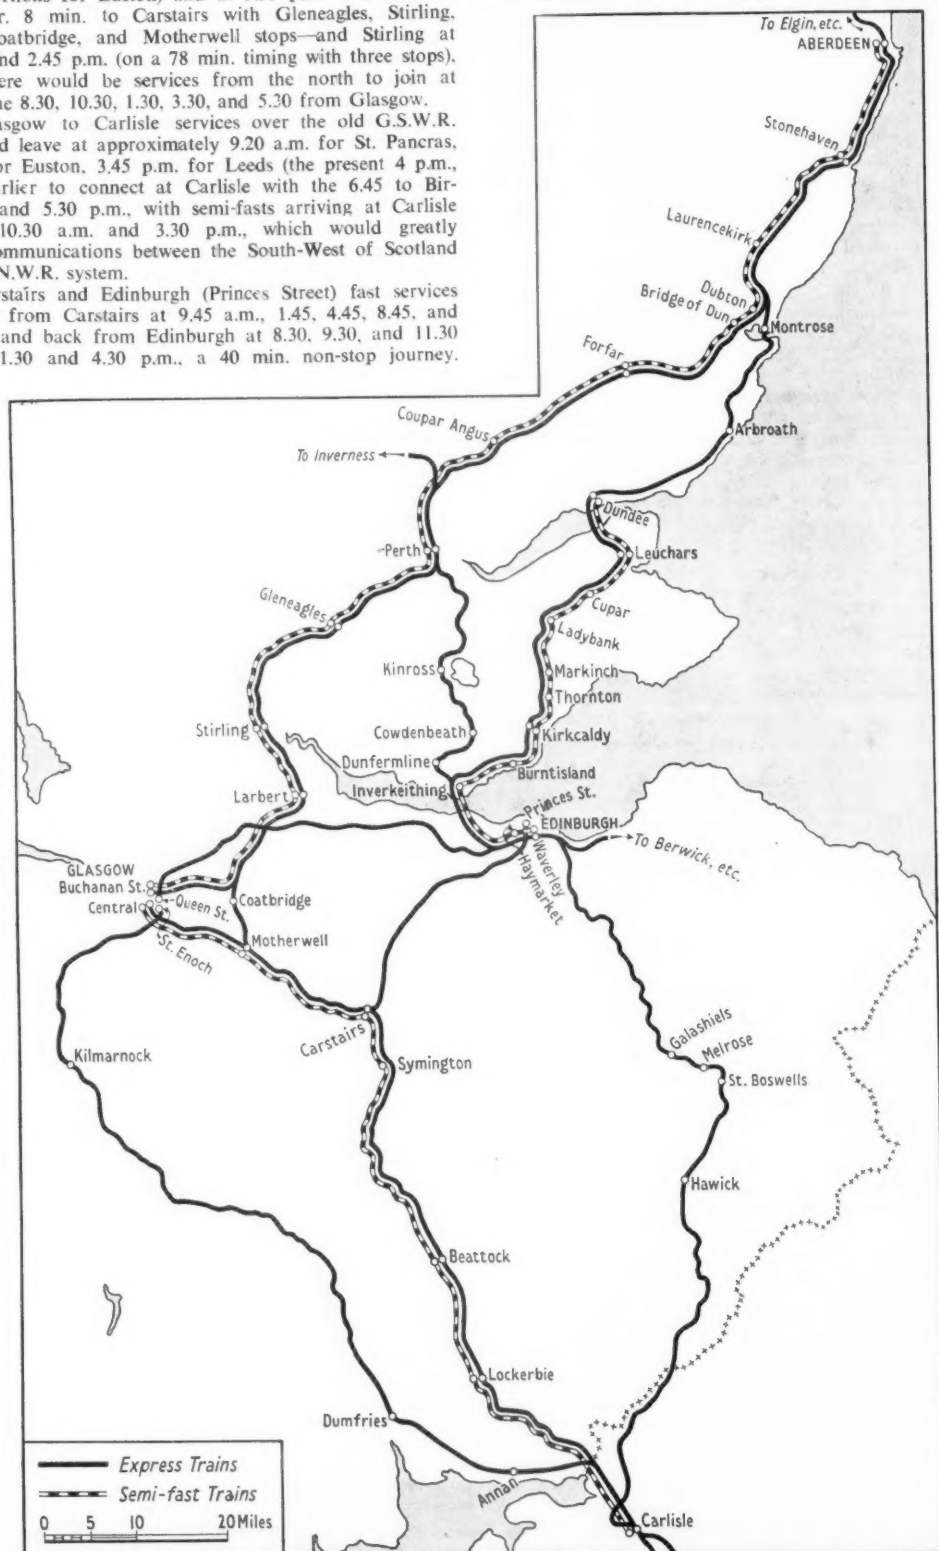 r. 8 min. to Carstairs with Gleneagles, Stirling,
oatbridge, and Motherwell stops—and Stirling at
nd 2.45 p.m. (on a 78 min. timing with three stops).
ere would be services from the north to join at
ne 8.30, 10.30, 1.30, 3.30, and 5.30 from Glasgow.
asgow to Carlisle services over the old G.S.W.R.
d leave at approximately 9.20 a.m. for St. Pancras,
or Euston, 3.45 p.m. for Leeds (the present 4 p.m.,
rlier to connect at Carlisle with the 6.45 to Bir-
and 5.30 p.m., with semi-fasts arriving at Carlisle
10.30 a.m. and 3.30 p.m., which would greatly
ommunications between the South-West of Scotland
N.W.R. system.
stairs and Edinburgh (Princes Street) fast services
from Carstairs at 9.45 a.m., 1.45, 4.45, 8.45, and
and back from Edinburgh at 8.30, 9.30, and 11.30
1.30 and 4.30 p.m., a 40 min. non-stop journey.
To Elgin, etc.
ABERDEEN
Stonehaven
Laurencekirk
Dubton
Bridge of Dun
Montrose
Forfar
Coupar Angus
Arbroath
To Inverness
Dundee
Perth
Leuchars
Gleneagles
Cupar
Ladybank
Kinross
Markinch
Thornton
Stirling
Cowdenbeath
Kirkcaldy
Dunfermline
Burntisland
Inverkeithing
Larbert
Princes St.
EDINBURGH
To Berwick, etc.
Waverley
Haymarket
GLASGOW
Buchanan St.
Queen St.
Central
Coatbridge
St. Enoch
Motherwell
Carstairs
Galashiels
Melrose
Kilmarnock
Symington
St. Boswells
Hawick
Beattock
Lockerbie
Dumfries
Annan
Carlisle
Express Trains
Semi-fast Trains
0 5 10 20 Miles